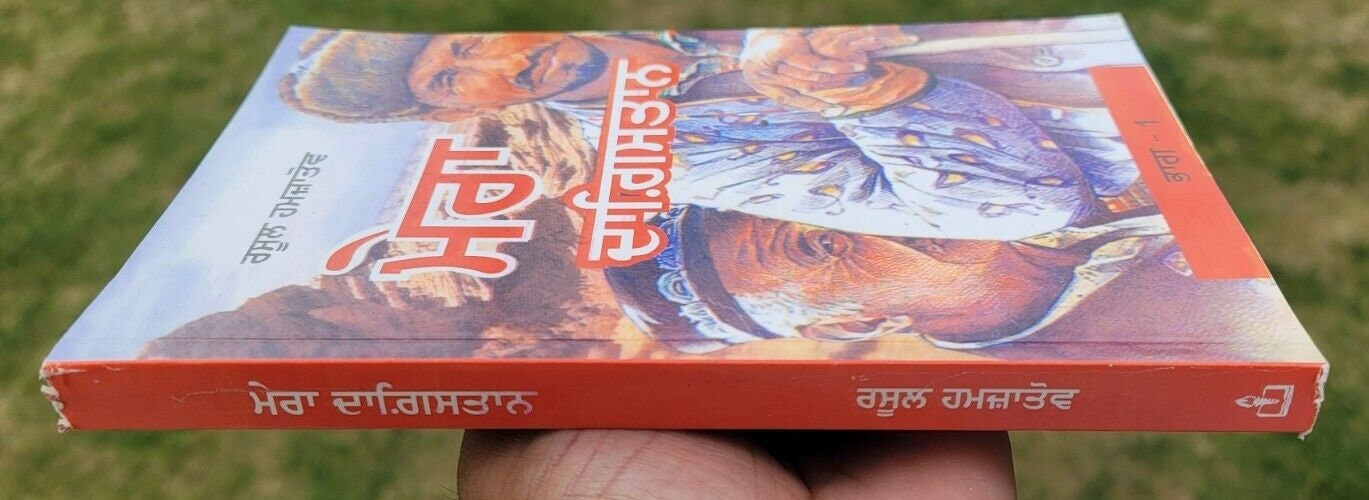 ਰਸੂਲ ਹਮਜ਼ਾਤੋਵ
ਮੇਰਾ
ਦਾਗ਼ਿਸਤਾਨ
ਭਾਗ - 1
ਮੇਰਾ ਦਾਗ਼ਿਸਤਾਨ
ਰਸੂਲ ਹਮਜ਼ਾਤੋਵ